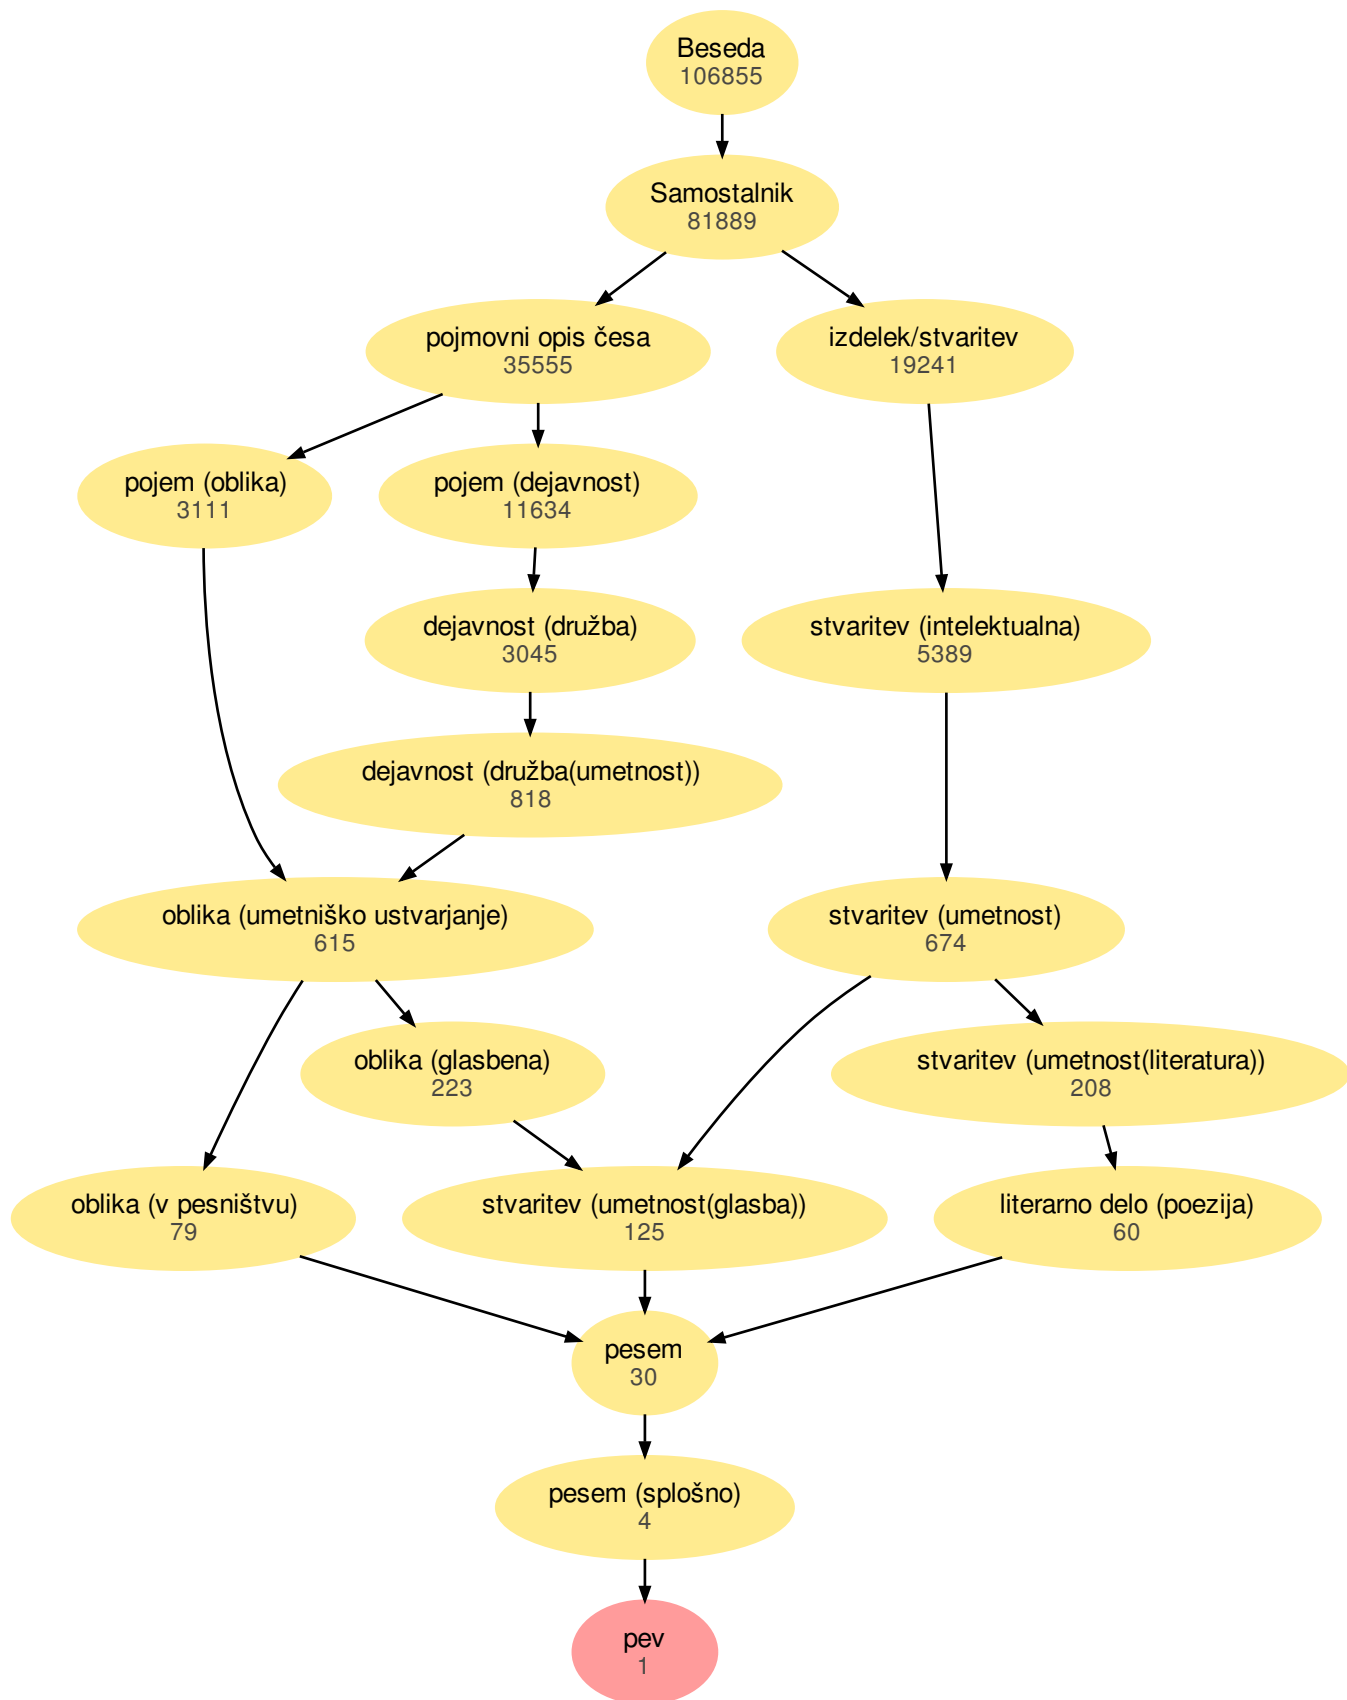 Beseda
106855
Samostalnik
81889
pojmovni opis česa
35555
izdelek/stvaritev
19241
pojem (oblika)
3111
pojem (dejavnost)
11634
dejavnost (družba)
3045
stvaritev (intelektualna)
5389
dejavnost (družba(umetnost))
818
oblika (umetniško ustvarjanje)
615
stvaritev (umetnost)
674
oblika (glasbena)
223
stvaritev (umetnost(literatura))
208
oblika (v pesništvu)
79
stvaritev (umetnost(glasba))
125
literarno delo (poezija)
60
pesem
30
pesem (splošno)
4
pev
1